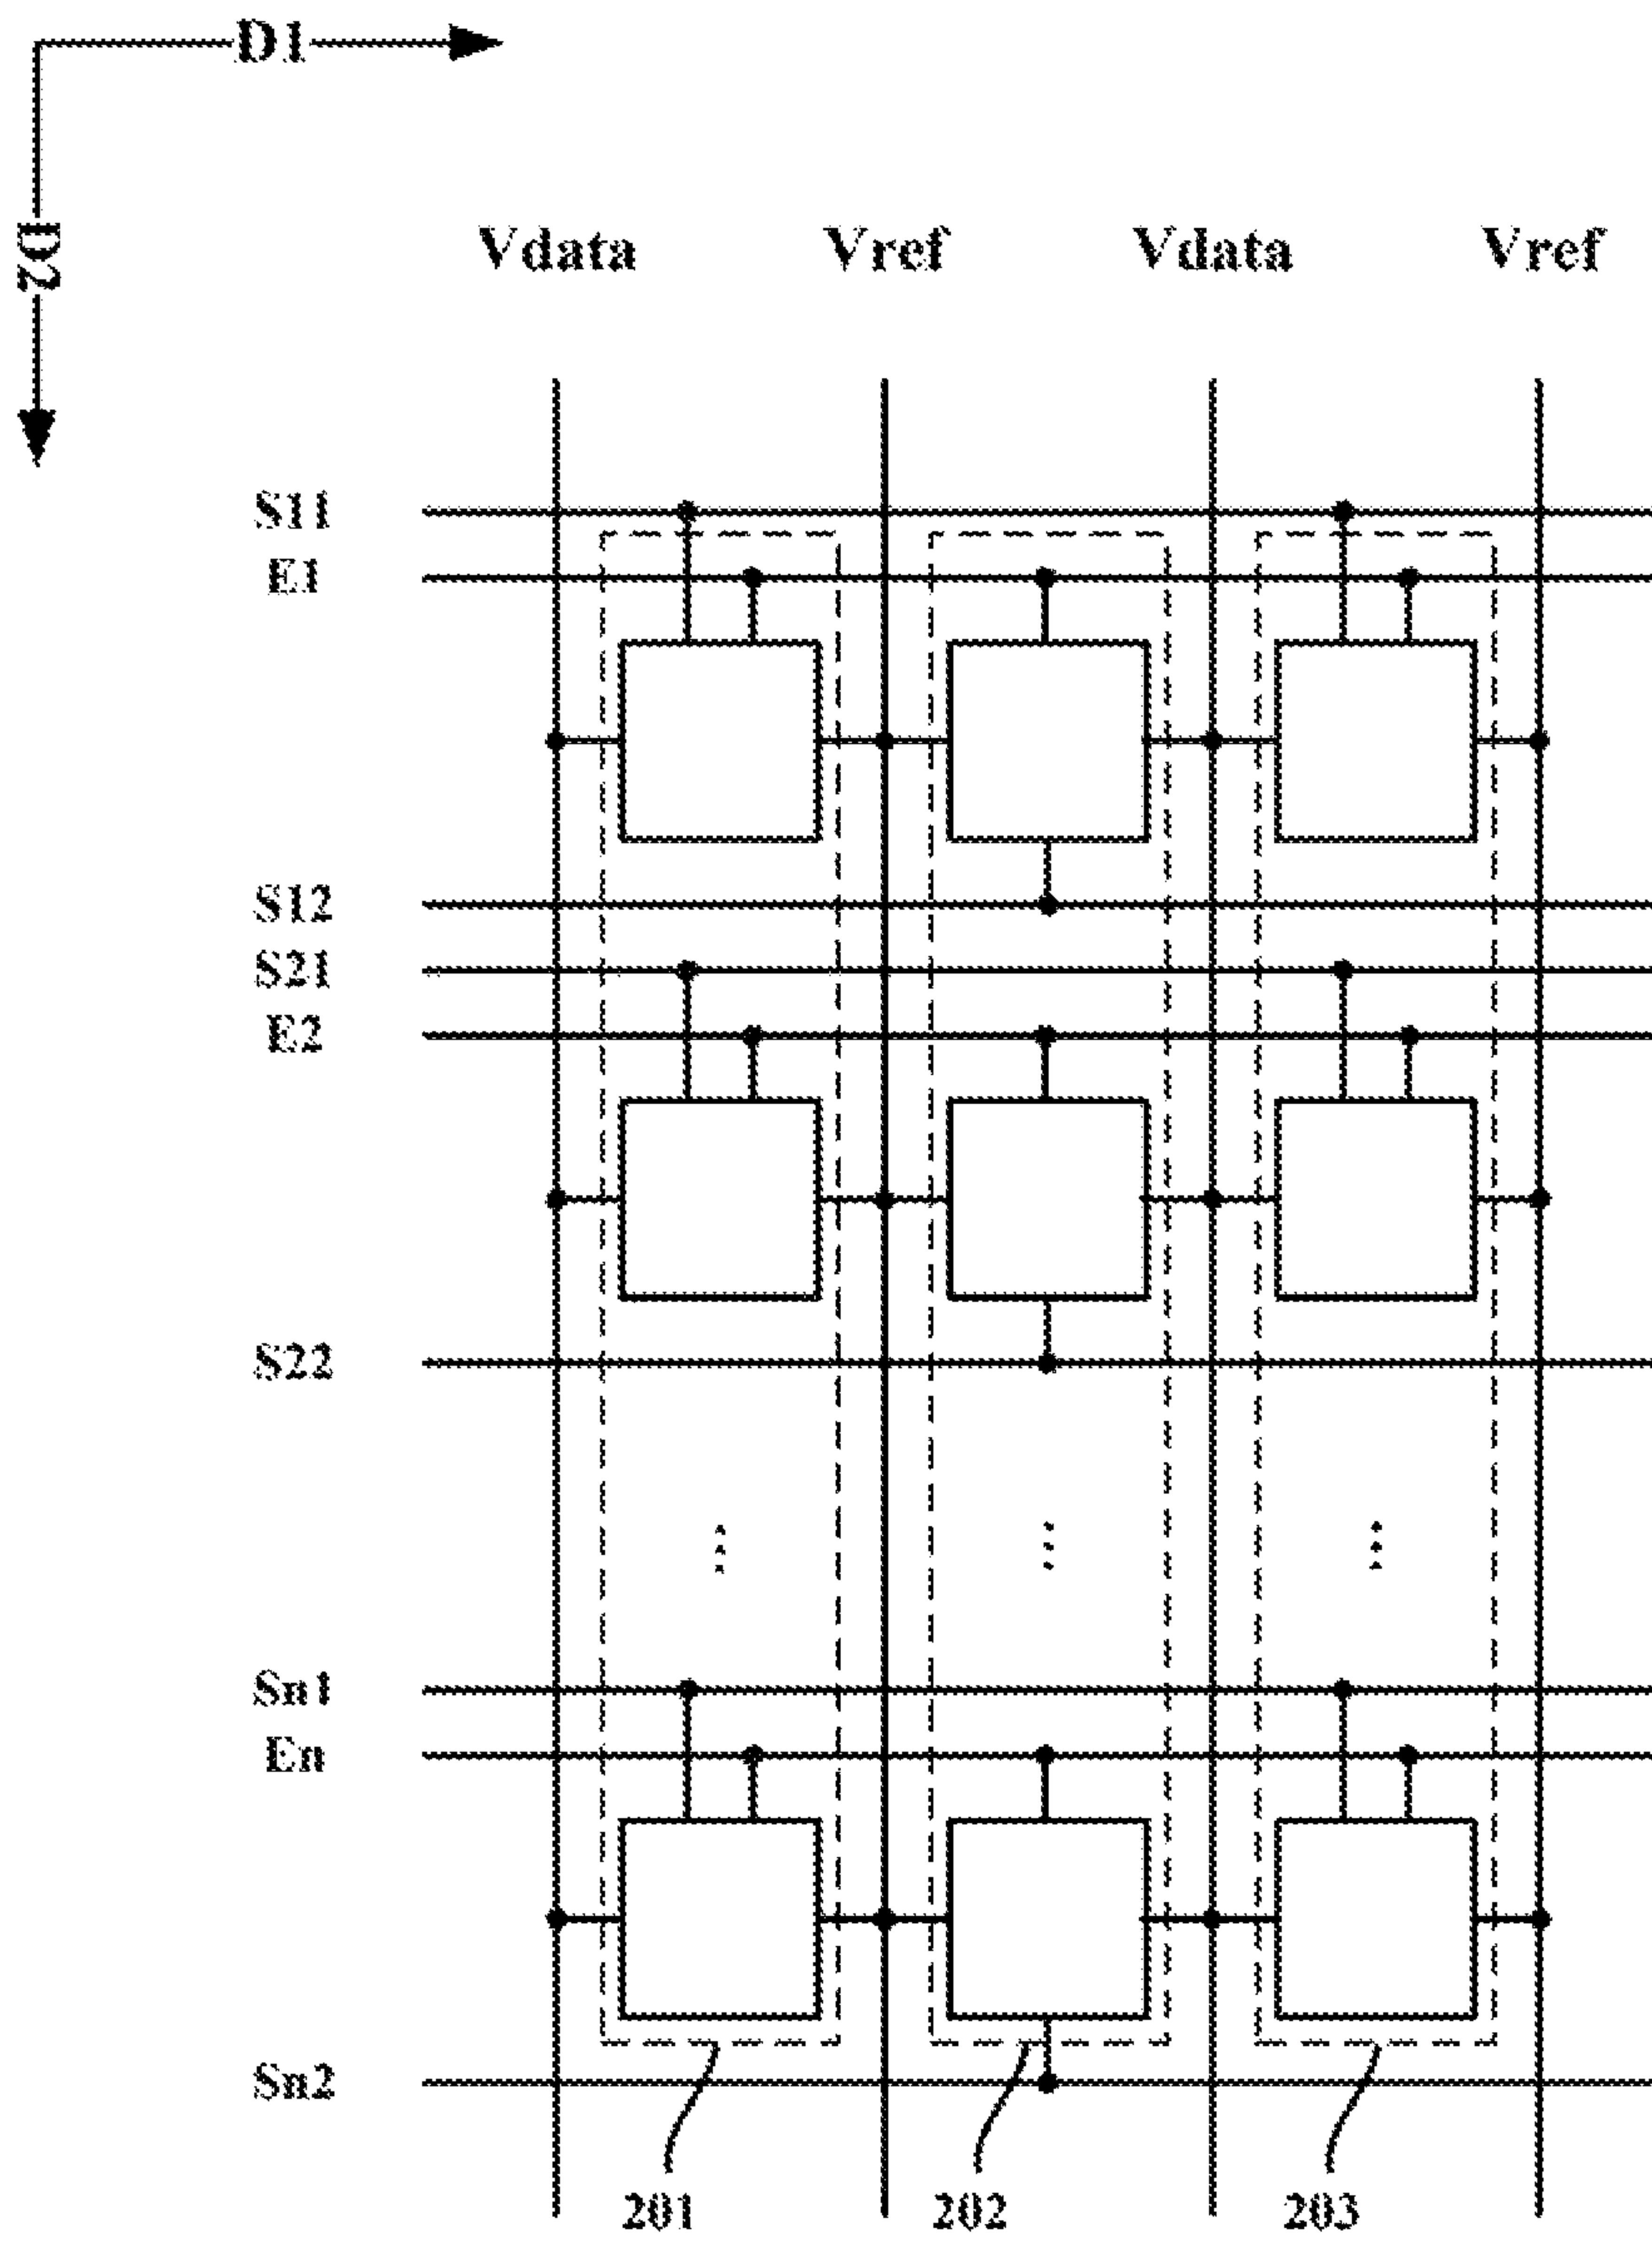 D1
D2
Vdata Vref Vdata Vref
S11
E1
S12
S21
E2
S22
Sn1
En
Sn2
201 202 203